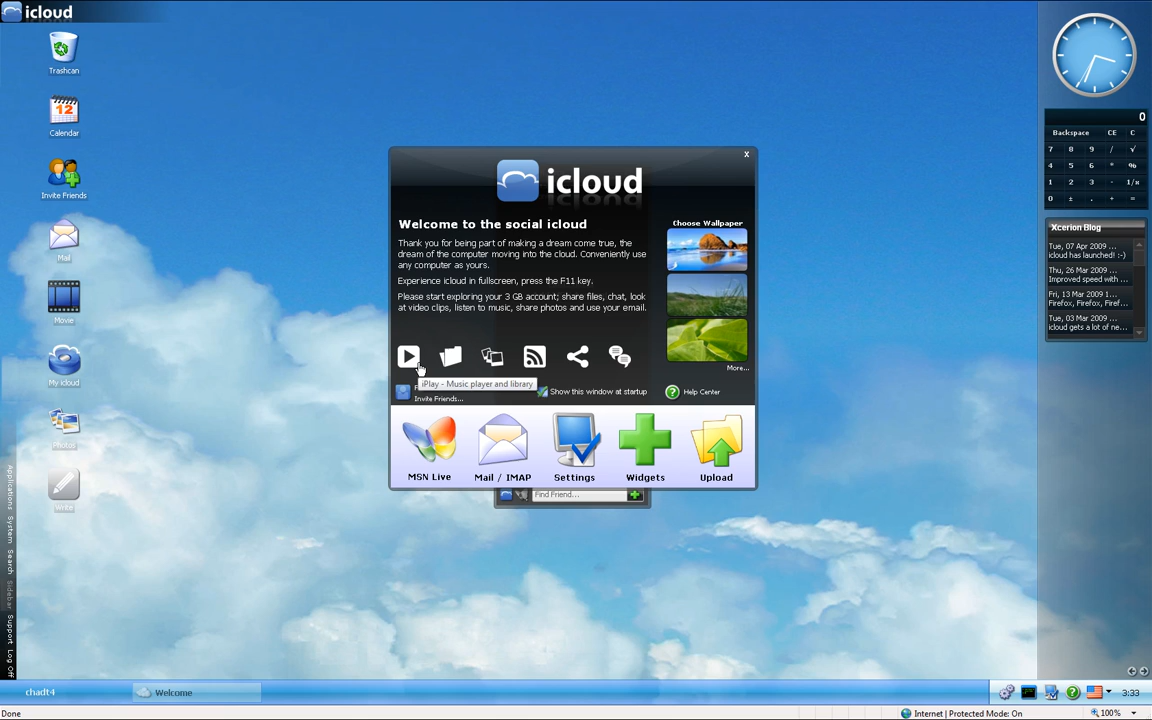 icloud
Trashcan
12
Calendar
Invite Friends
Mail
Movie
My icloud
Photos
Write
Applications
System
Search
Sidebar
Support
Log Off
icloud
x
Welcome to the social icloud
Thank you for being part of making a dream come true, the
dream of the computer moving into the cloud. Conveniently use
any computer as yours.
Experience icloud in fullscreen, press the F11 key.
Please start exploring your 3 GB account; share files, chat, look
at video clips, listen to music, share photos and use your email.
Choose Wallpaper
More...
iPlay - Music player and library
Invite Friends...
Show this window at startup
Help Center
MSN Live
Mail / IMAP
Settings
Widgets
Upload
Find Friend...
0
Backspace CE C
7 8 9 / √
4 5 6 * %
1 2 3 - 1/x
0 ± . + =
Xcerion Blog
Tue, 07 Apr 2009 ...
icloud has launched! :-)
Thu, 26 Mar 2009 ...
Improved speed with ...
Fri, 13 Mar 2009 1...
Firefox, Firefox, Firef...
Tue, 03 Mar 2009 ...
icloud gets a lot of ne...
chadt4
Welcome
3:33
Done
Internet | Protected Mode: On
100%